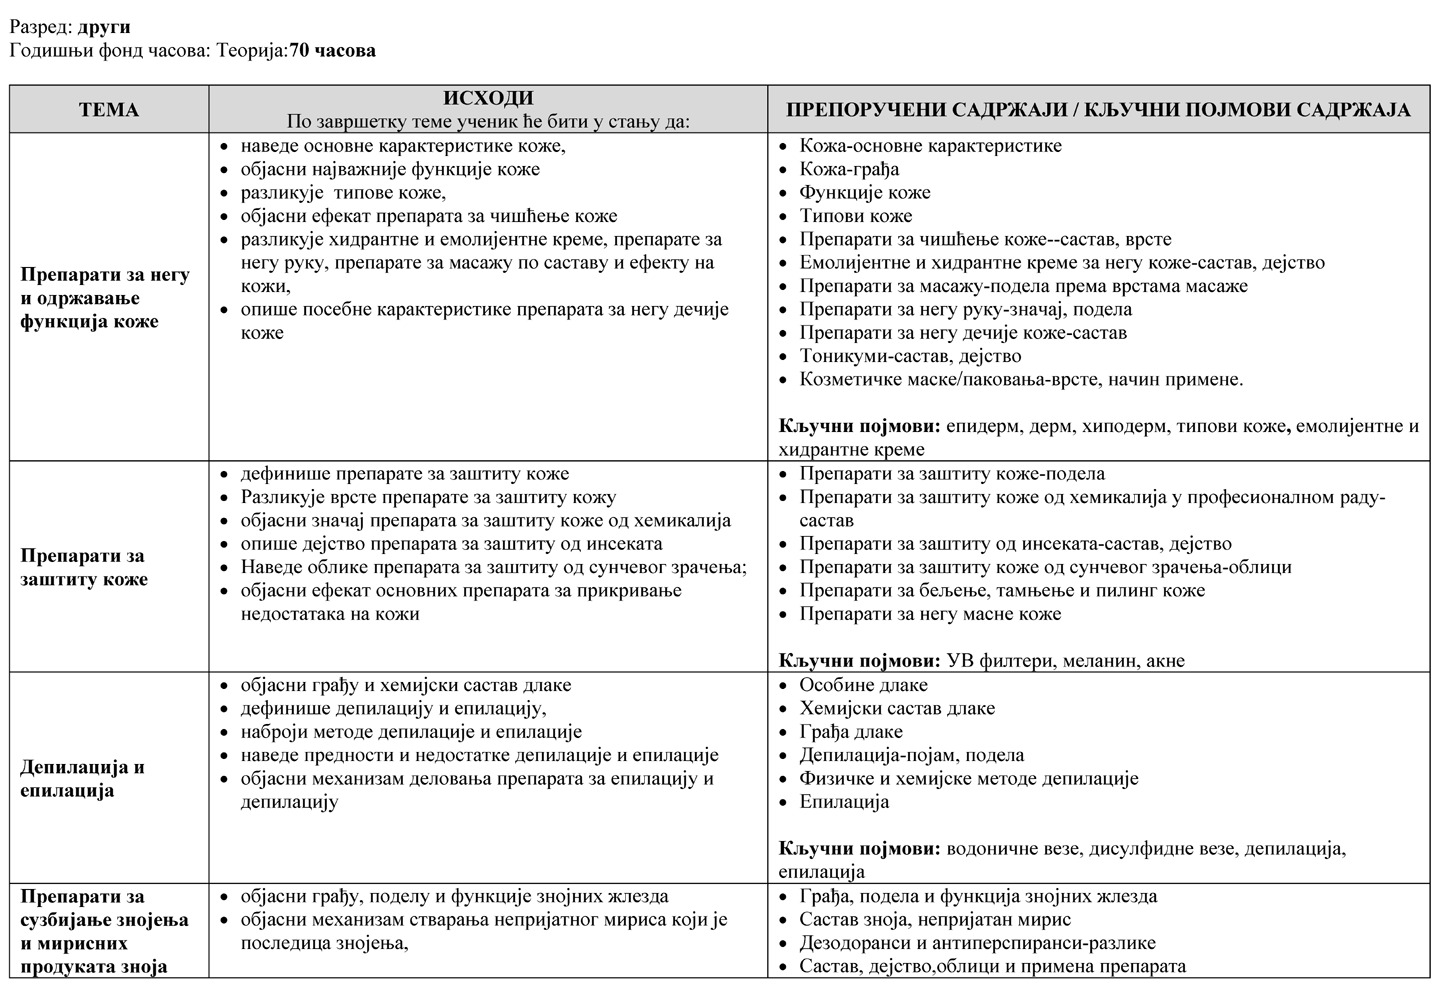 Разред: други
Годишњи фонд часова: Теорија:70 часова
ТЕМА
ИСХОДИ
По завршетку теме ученик ће бити у стању да:
ПРЕПОРУЧЕНИ САДРЖАЈИ / КЉУЧНИ ПОЈМОВИ САДРЖАЈА
Препарати за негу
и одржавање
функција коже
• наведе основне карактеристике коже,
• објасни најважније функције коже
• разликује  типове коже,
• објасни ефекат препарата за чишћење коже
• разликује хидрантне и емолијентне креме, препарате за
негу руку, препарате за масажу по саставу и ефекту на
кожи,
• опише посебне карактеристике препарата за негу дечије
коже
• Кожа-основне карактеристике
• Кожа-грађа
• Функције коже
• Типови коже
• Препарати за чишћење коже--састав, врсте
• Емолијентне и хидрантне креме за негу коже-састав, дејство
• Препарати за масажу-подела према врстама масаже
• Препарати за негу руку-значај, подела
• Препарати за негу дечије коже-састав
• Тоникуми-састав, дејство
• Козметичке маске/паковања-врсте, начин примене.
Кључни појмови: епидерм, дерм, хиподерм, типови коже, емолијентне и
хидрантне креме
Препарати за
заштиту коже
• дефинише препарате за заштиту коже
• Разликује врсте препарате за заштиту кожу
• објасни значај препарата за заштиту коже од хемикалија
• опише дејство препарата за заштиту од инсеката
• Наведе облике препарата за заштиту од сунчевог зрачења;
• објасни ефекат основних препарата за прикривање
недостатака на кожи
• Препарати за заштиту коже-подела
• Препарати за заштиту коже од хемикалија у професионалном раду-
састав
• Препарати за заштиту од инсеката-састав, дејство
• Препарати за заштиту коже од сунчевог зрачења-облици
• Препарати за бељење, тамњење и пилинг коже
• Препарати за негу масне коже
Кључни појмови: УВ филтери, меланин, акне
Депилација и
епилација
• објасни грађу и хемијски састав длаке
• дефинише депилацију и епилацију,
• наброји методе депилације и епилације
• наведе предности и недостатке депилације и епилације
• објасни механизам деловања препарата за епилацију и
депилацију
• Особине длаке
• Хемијски састав длаке
• Грађа длаке
• Депилација-појам, подела
• Физичке и хемијске методе депилације
• Епилација
Кључни појмови: водоничне везе, дисулфидне везе, депилација,
епилација
Препарати за
сузбијање знојења
и мирисних
продуката зноја
• објасни грађу, поделу и функције знојних жлезда
• објасни механизам стварања непријатног мириса који је
последица знојења,
• Грађа, подела и функција знојних жлезда
• Састав зноја, непријатан мирис
• Дезодоранси и антиперспиранси-разлике
• Састав, дејство,облици и примена препарата